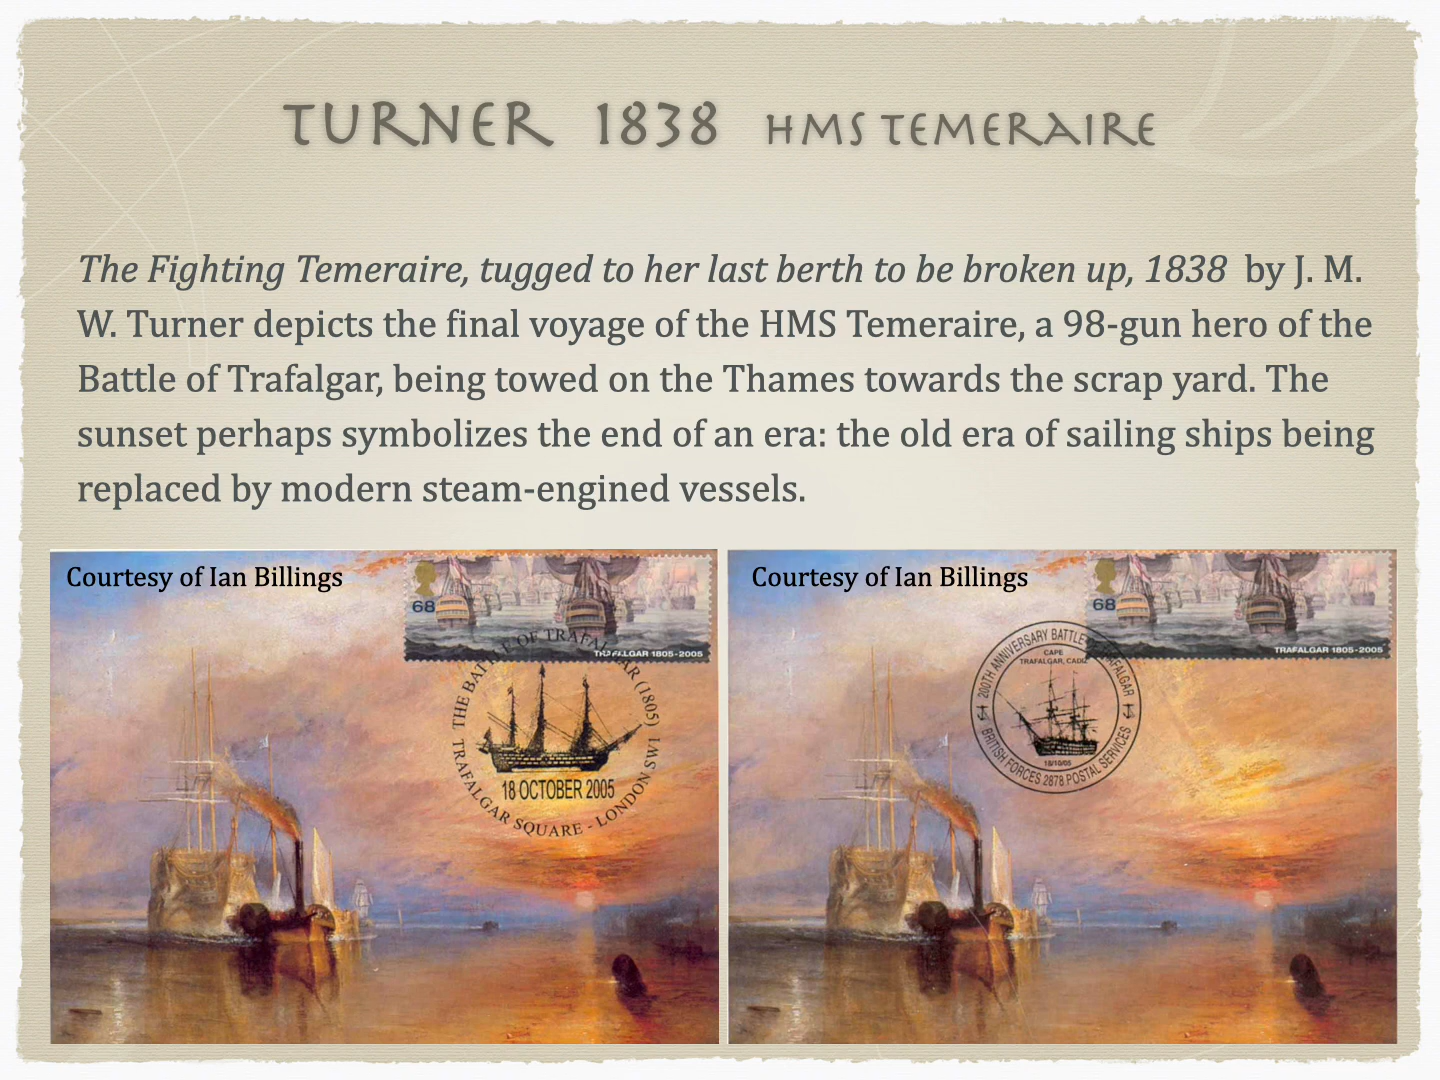 TURNER 1838 HMS TEMERAIRE
The Fighting Temeraire, tugged to her last berth to be broken up, 1838 by J. M.
W. Turner depicts the final voyage of the HMS Temeraire, a 98-gun hero of the
Battle of Trafalgar, being towed on the Thames towards the scrap yard. The
sunset perhaps symbolizes the end of an era: the old era of sailing ships being
replaced by modern steam-engined vessels.
Courtesy of Ian Billings
68
TRAFALGAR 1805-2005
THE BATTLE OF TRAFALGAR (1805)
18 OCTOBER 2005
TRAFALGAR SQUARE - LONDON SW1
Courtesy of Ian Billings
68
TRAFALGAR 1805-2005
200TH ANNIVERSARY BATTLE TRAFALGAR
CAPE
TRAFALGAR, CADIZ
18/10/05
BRITISH FORCES 2878 POSTAL SERVICES